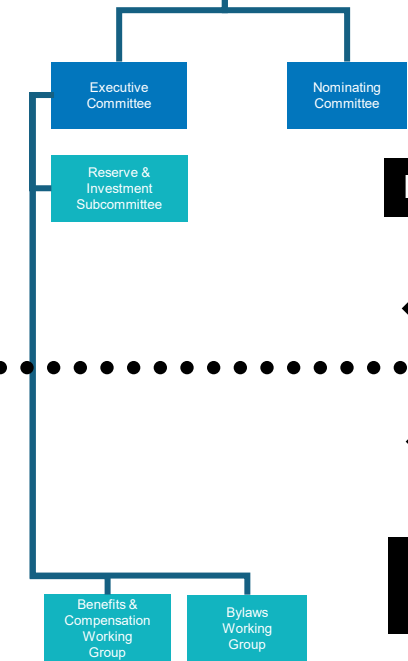 Executive
Committee
Nominating
Committee
Reserve &
Investment
Subcommittee
Benefits &
Compensation
Working
Group
Bylaws
Working
Group